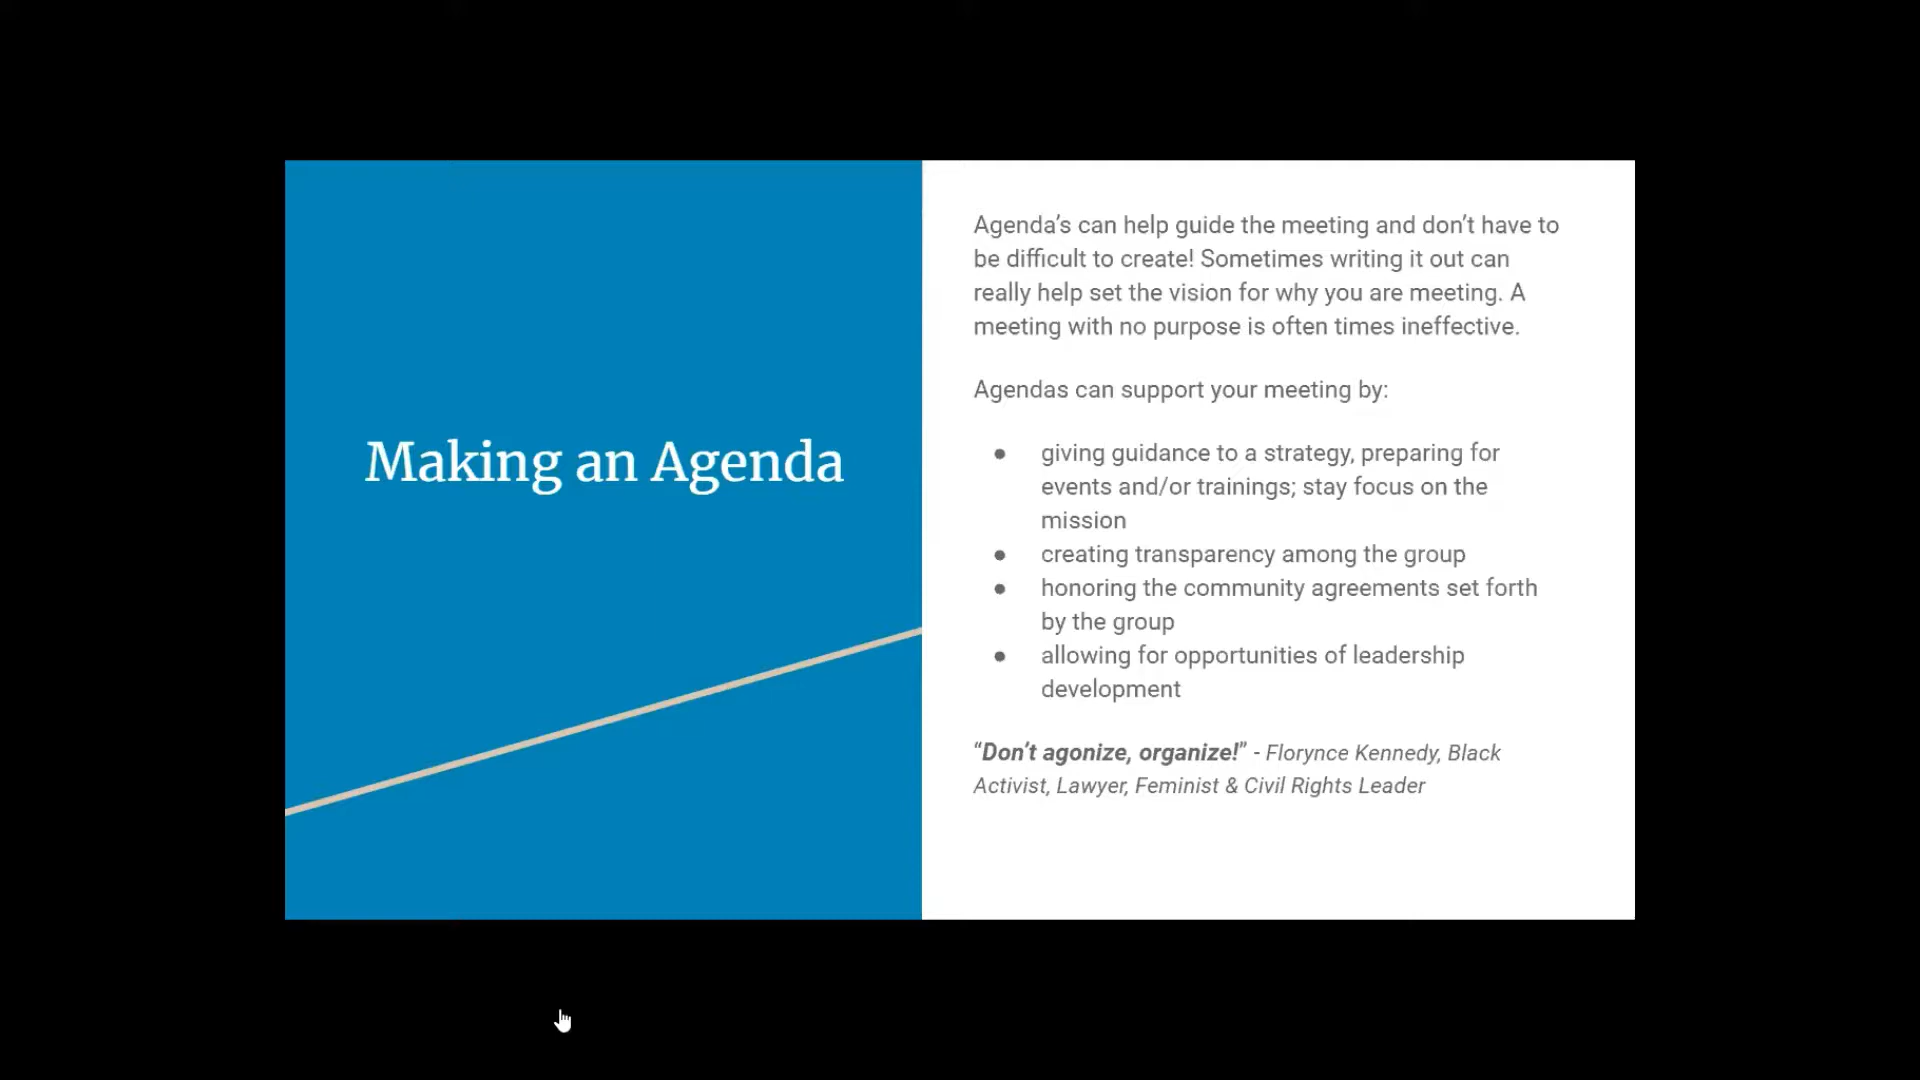 Making an Agenda
Agenda’s can help guide the meeting and don’t have to
be difficult to create! Sometimes writing it out can
really help set the vision for why you are meeting. A
meeting with no purpose is often times ineffective.
Agendas can support your meeting by:
● giving guidance to a strategy, preparing for
events and/or trainings; stay focus on the
mission
● creating transparency among the group
● honoring the community agreements set forth
by the group
● allowing for opportunities of leadership
development
“Don’t agonize, organize!” - Florynce Kennedy, Black
Activist, Lawyer, Feminist & Civil Rights Leader